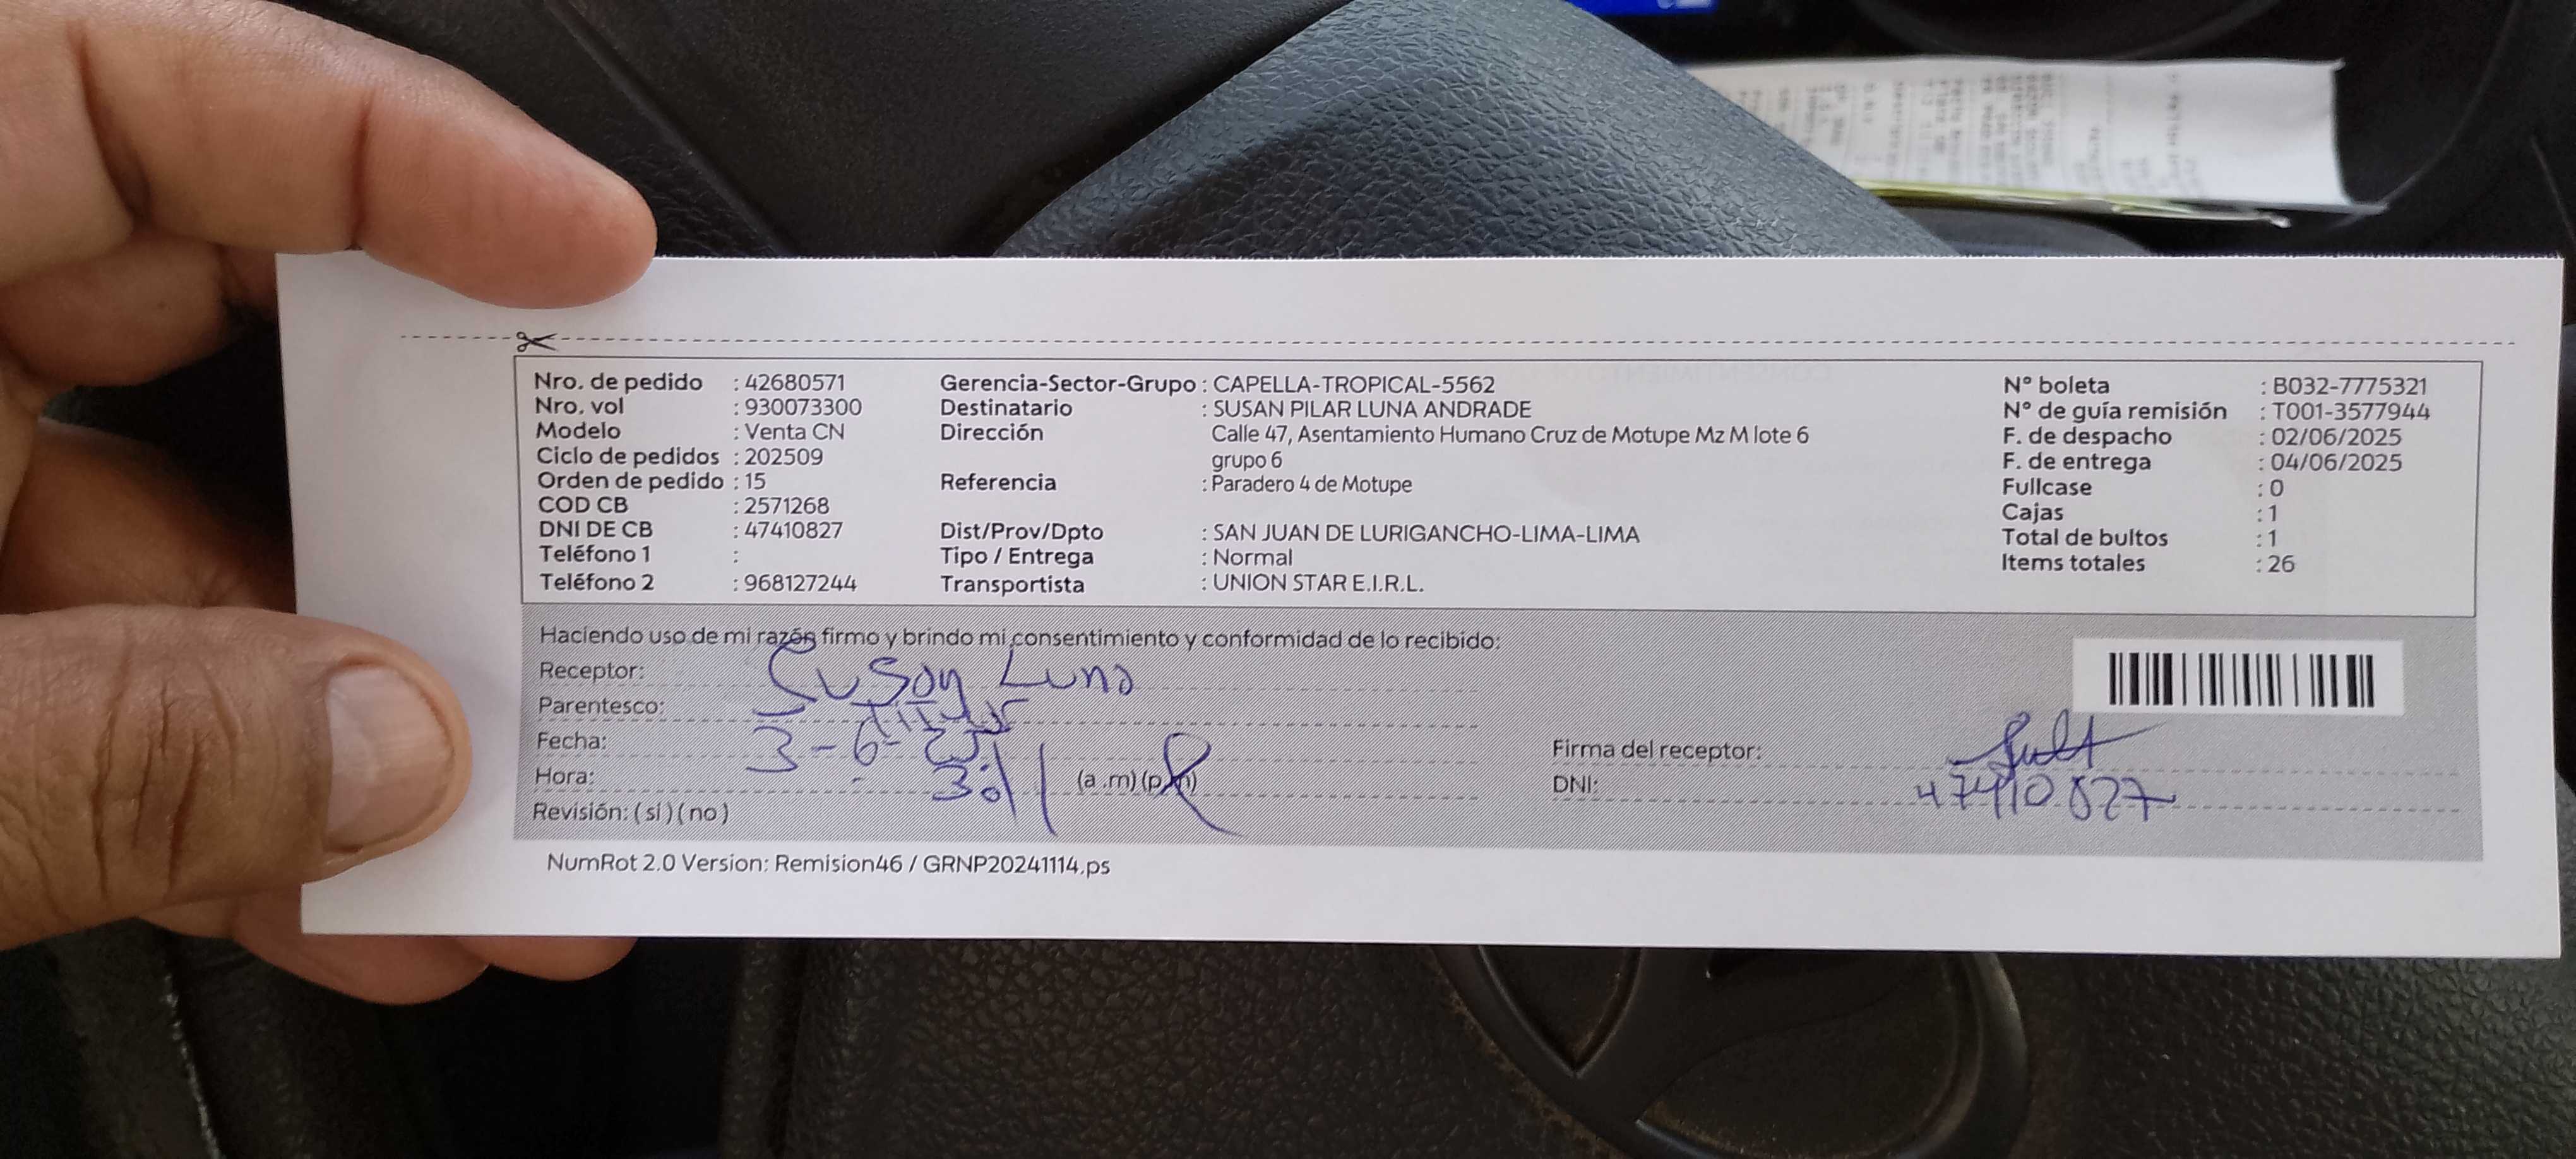 Nro. de pedido : 42680571
Nro. vol : 930073300
Modelo : Venta CN
Ciclo de pedidos : 202509
Orden de pedido : 15
COD CB : 2571268
DNI DE CB : 47410827
Teléfono 1 :
Teléfono 2 : 968127244
Gerencia-Sector-Grupo : CAPELLA-TROPICAL-5562
Destinatario : SUSAN PILAR LUNA ANDRADE
Dirección Calle 47, Asentamiento Humano Cruz de Motupe Mz M lote 6
grupo 6
Referencia : Paradero 4 de Motupe
Dist/Prov/Dpto : SAN JUAN DE LURIGANCHO-LIMA-LIMA
Tipo / Entrega : Normal
Transportista : UNION STAR E.I.R.L.
N° boleta : B032-7775321
N° de guía remisión : T001-3577944
F. de despacho : 02/06/2025
F. de entrega : 04/06/2025
Fullcase : 0
Cajas : 1
Total de bultos : 1
Items totales : 26
Haciendo uso de mi razón firmo y brindo mi consentimiento y conformidad de lo recibido:
Receptor: Susan Luna
Parentesco: titular
Fecha: 3-6-25
Hora: 3:11 (a .m) (p.m)
Revisión: ( sí ) ( no )
Firma del receptor:
DNI: 47410827
NumRot 2.0 Version: Remision46 / GRNP20241114.ps